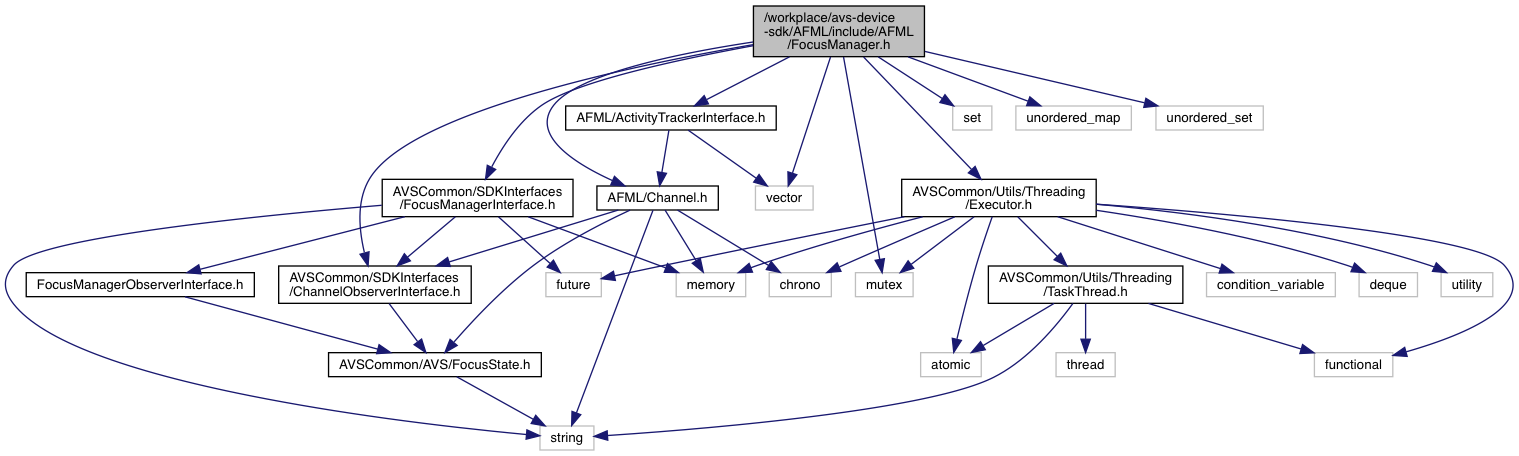 /workplace/avs-device
-sdk/AFML/include/AFML
/FocusManager.h
AFML/ActivityTrackerInterface.h
set
unordered_map
unordered_set
AVSCommon/SDKInterfaces
/FocusManagerInterface.h
AFML/Channel.h
vector
AVSCommon/Utils/Threading
/Executor.h
FocusManagerObserverInterface.h
AVSCommon/SDKInterfaces
/ChannelObserverInterface.h
future
memory
chrono
mutex
AVSCommon/Utils/Threading
/TaskThread.h
condition_variable
deque
utility
AVSCommon/AVS/FocusState.h
atomic
thread
functional
string